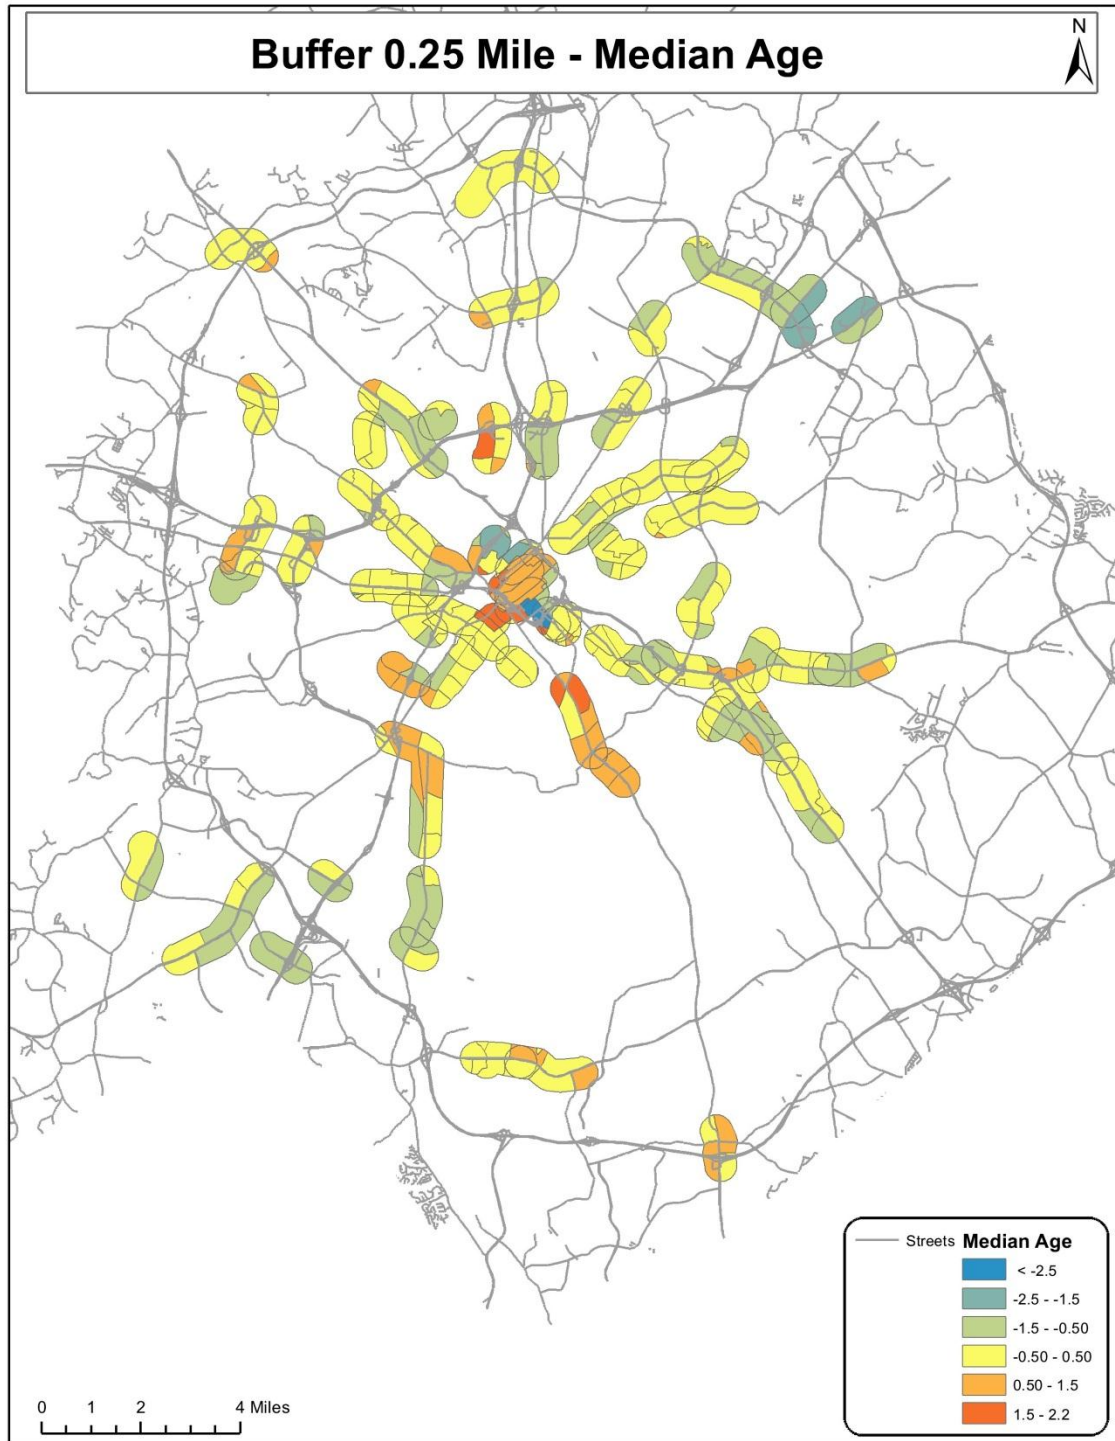 Buffer 0.25 Mile - Median Age
N
Streets Median Age
< -2.5
-2.5 - -1.5
-1.5 - -0.50
-0.50 - 0.50
0.50 - 1.5
1.5 - 2.2
0 1 2 4 Miles